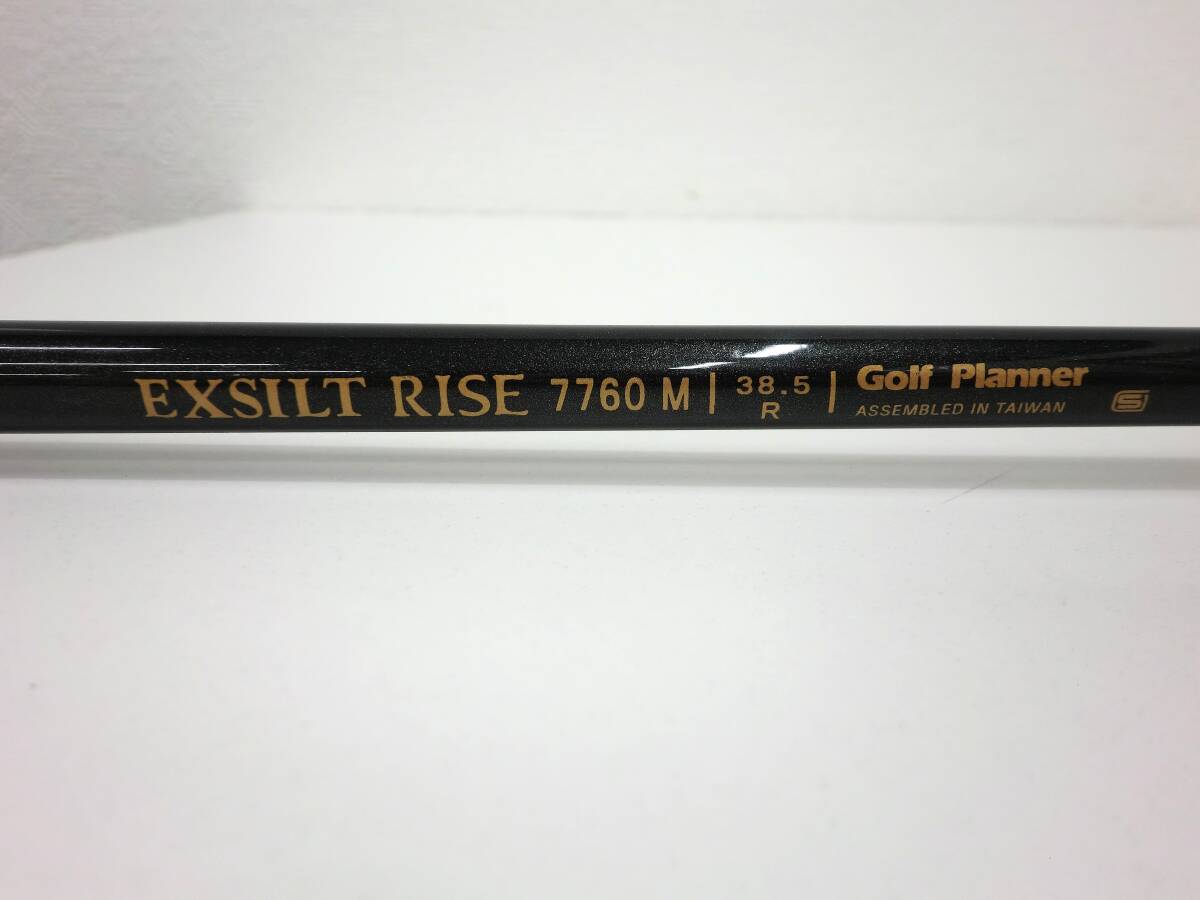 EXSILT RISE 7760 M | 38.5 | Golf Planner
R ASSEMBLED IN TAIWAN